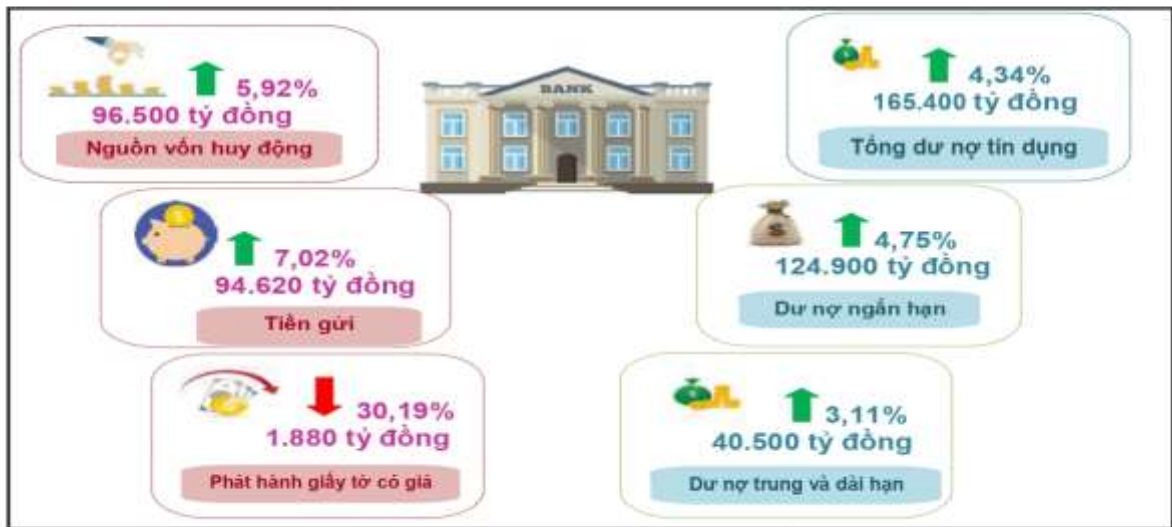 5,92%
96.500 tỷ đồng
Nguồn vốn huy động
BANK
4,34%
165.400 tỷ đồng
Tổng dư nợ tín dụng
7,02%
94.620 tỷ đồng
Tiền gửi
4,75%
124.900 tỷ đồng
Dư nợ ngắn hạn
30,19%
1.880 tỷ đồng
Phát hành giấy tờ có giá
3,11%
40.500 tỷ đồng
Dư nợ trung và dài hạn